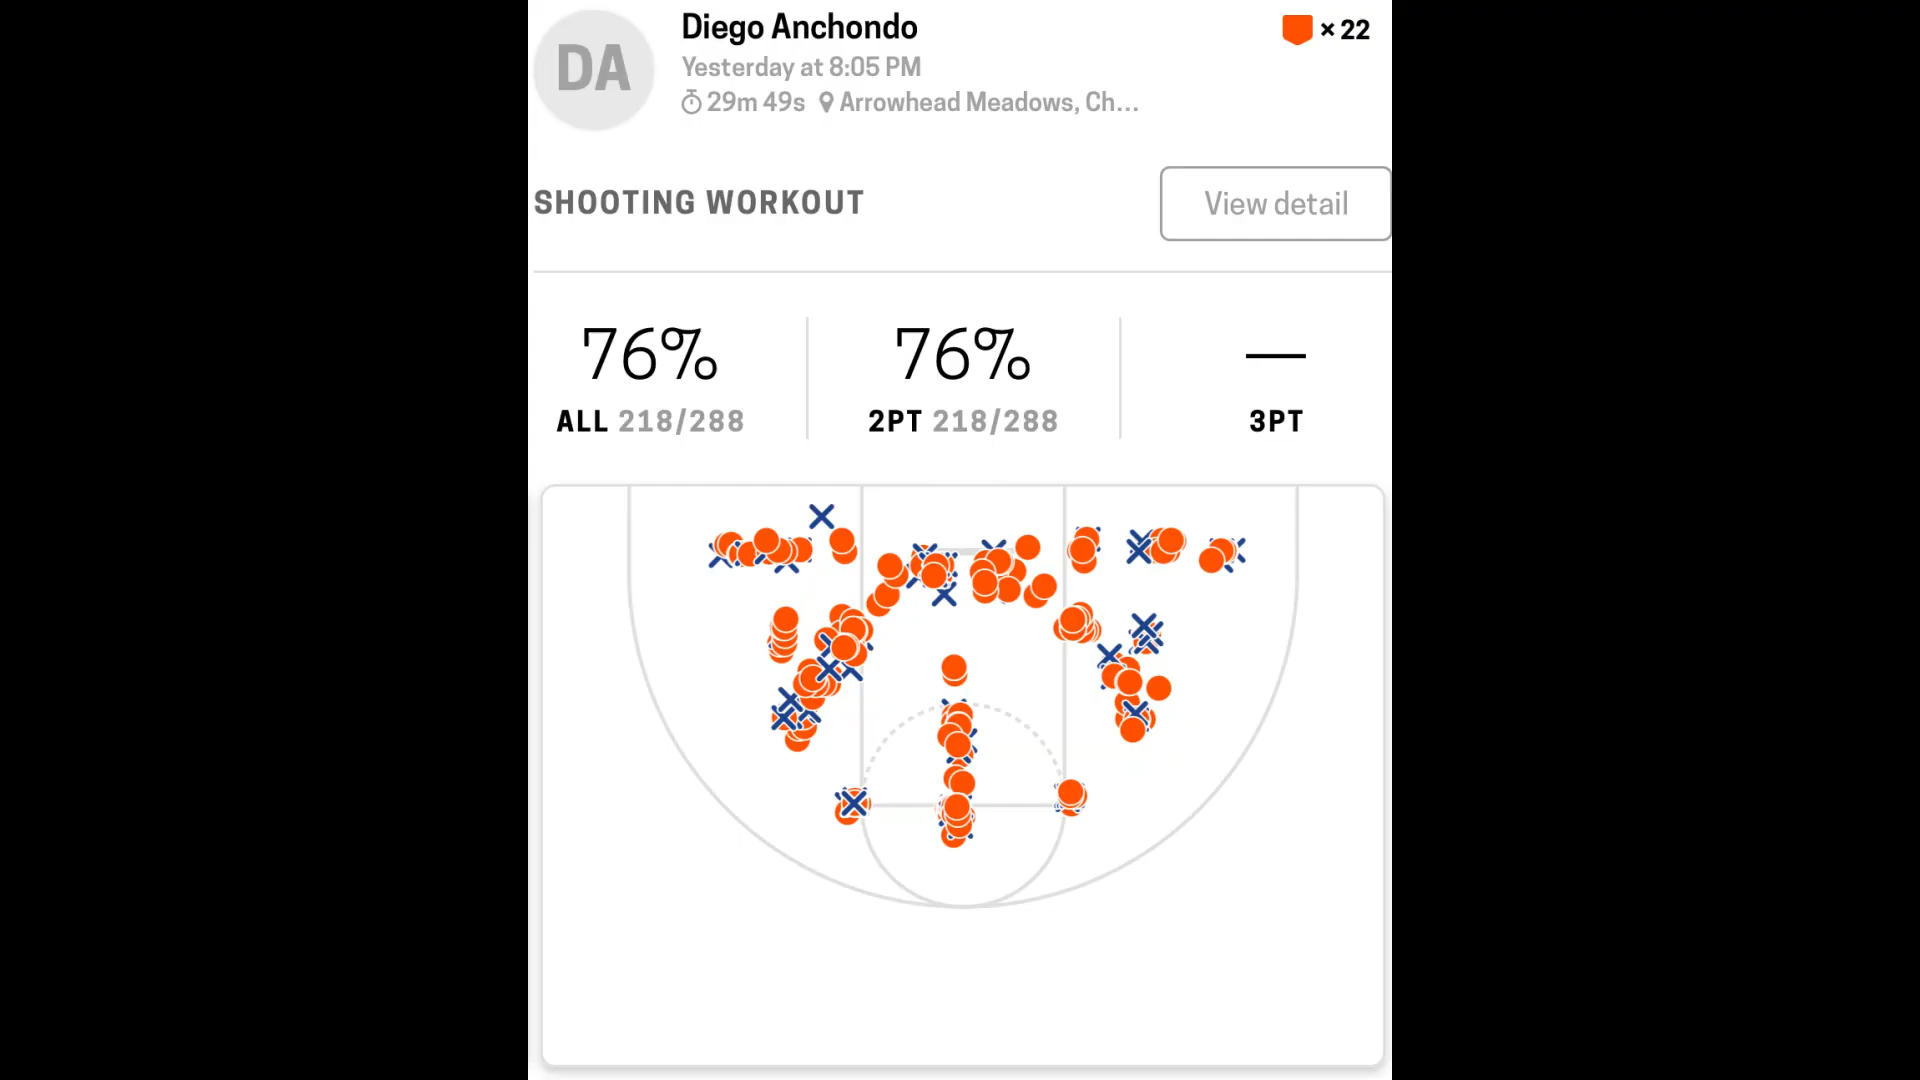 DA
Diego Anchondo
× 22
Yesterday at 8:05 PM
29m 49s Arrowhead Meadows, Ch...
SHOOTING WORKOUT
View detail
76%
76%
—
ALL 218/288
2PT 218/288
3PT